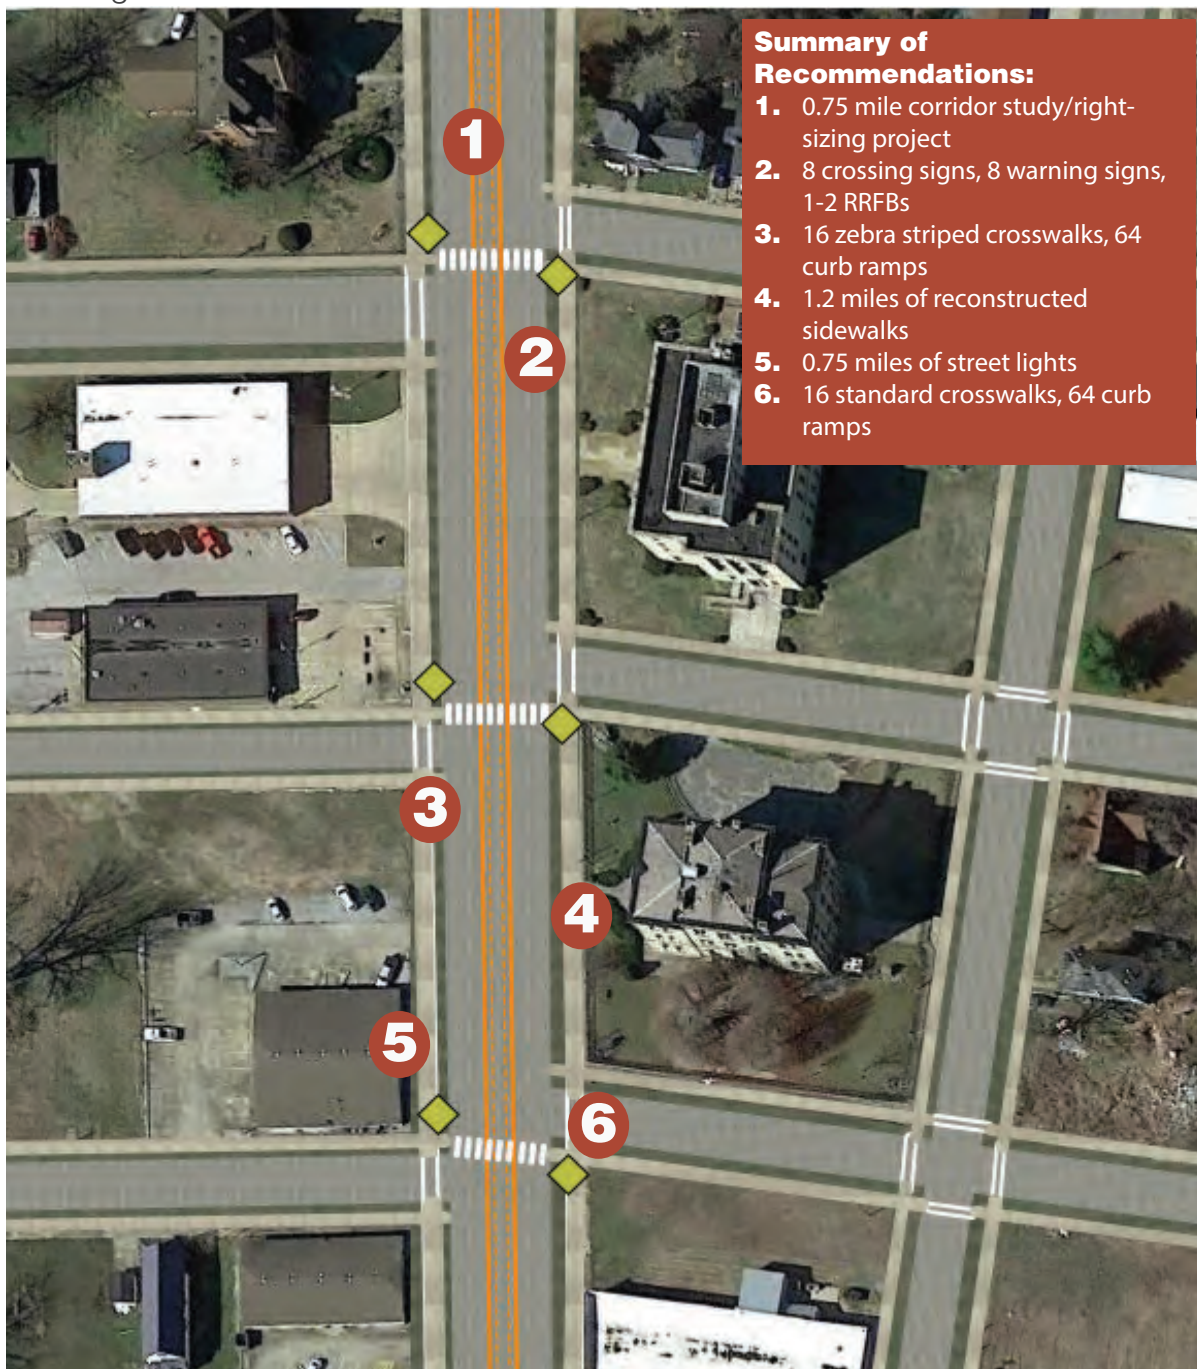 Summary of
Recommendations:
1. 0.75 mile corridor study/right-
sizing project
2. 8 crossing signs, 8 warning signs,
1-2 RRFBs
3. 16 zebra striped crosswalks, 64
curb ramps
4. 1.2 miles of reconstructed
sidewalks
5. 0.75 miles of street lights
6. 16 standard crosswalks, 64 curb
ramps
1
2
3
4
5
6